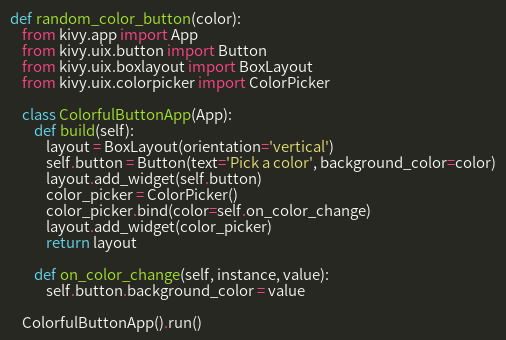 def random_color_button(color):
    from kivy.app import App
    from kivy.uix.button import Button
    from kivy.uix.boxlayout import BoxLayout
    from kivy.uix.colorpicker import ColorPicker

    class ColorfulButtonApp(App):
        def build(self):
            layout = BoxLayout(orientation='vertical')
            self.button = Button(text='Pick a color', background_color=color)
            layout.add_widget(self.button)
            color_picker = ColorPicker()
            color_picker.bind(color=self.on_color_change)
            layout.add_widget(color_picker)
            return layout

        def on_color_change(self, instance, value):
            self.button.background_color = value

    ColorfulButtonApp().run()